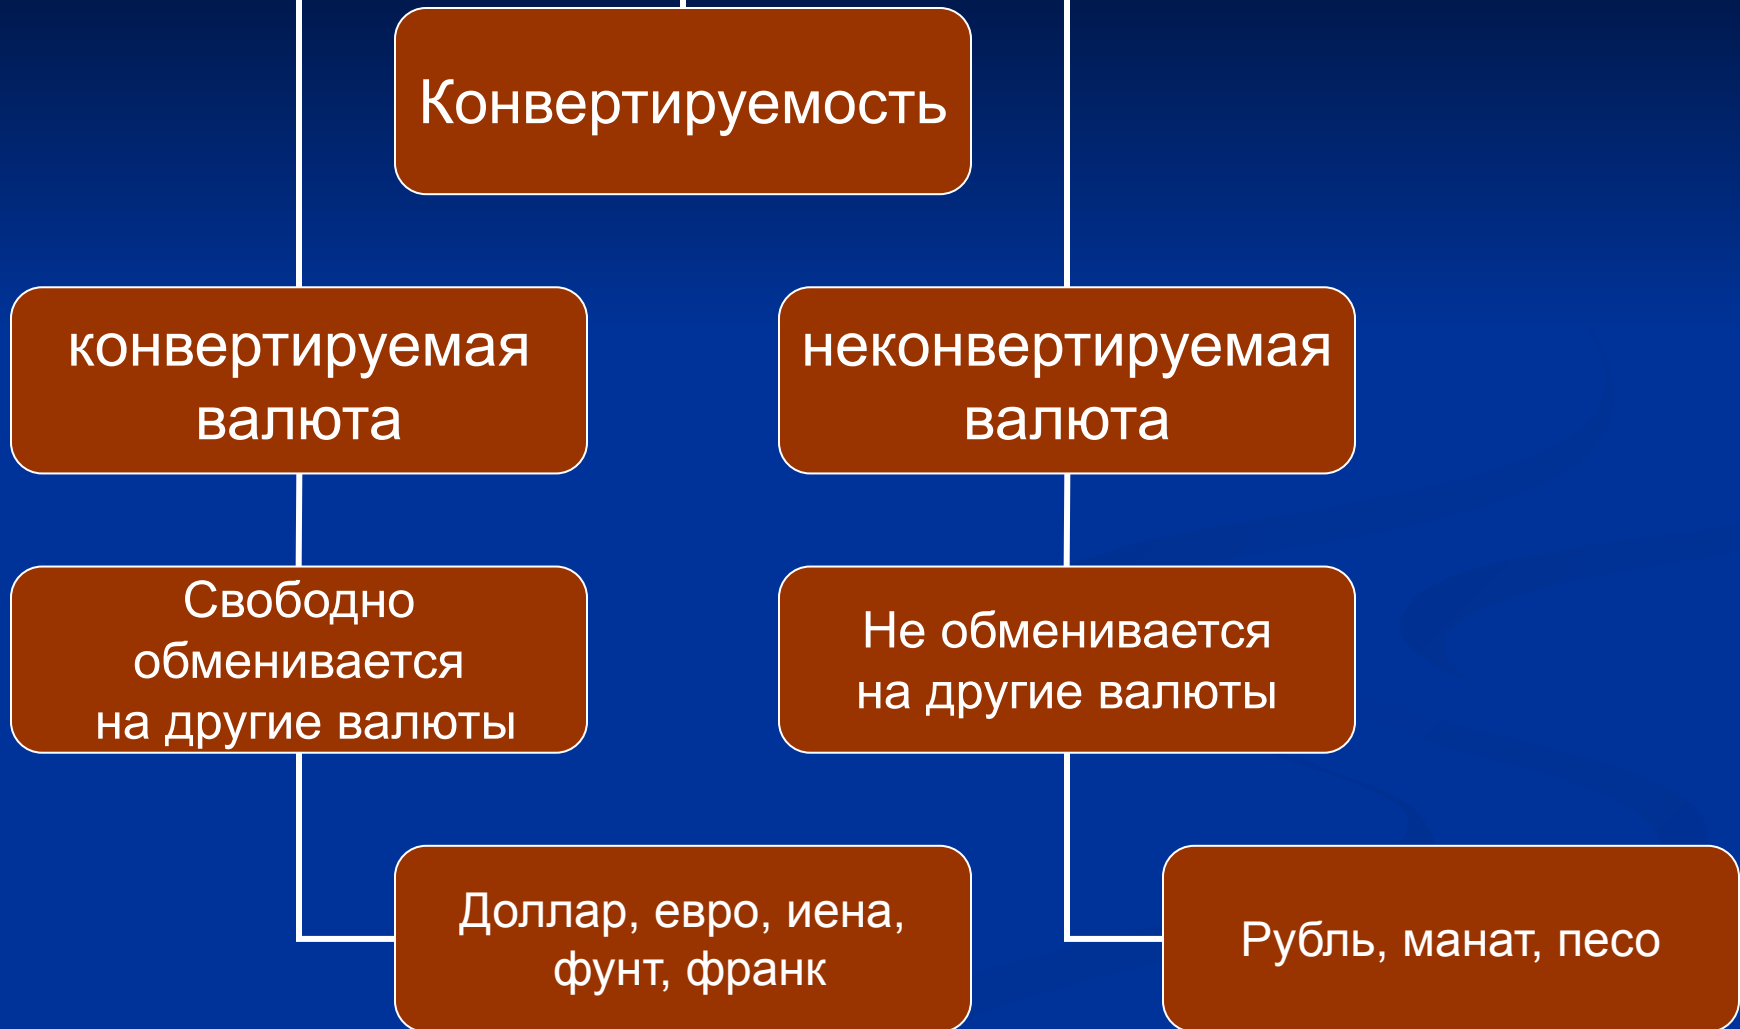 Конвертируемость
конвертируемая
валюта
неконвертируемая
валюта
Свободно
обменивается
на другие валюты
Не обменивается
на другие валюты
Доллар, евро, иена,
фунт, франк
Рубль, манат, песо